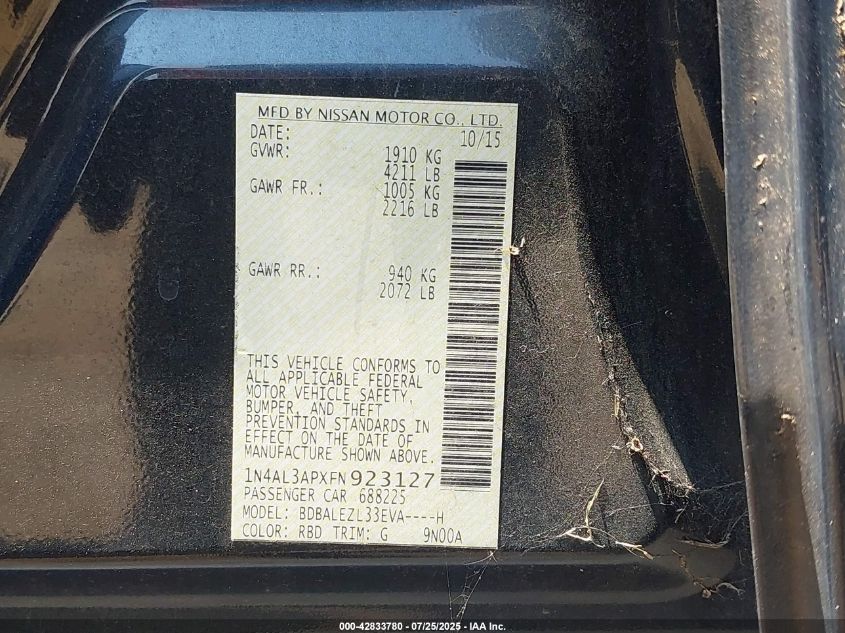 MFD BY NISSAN MOTOR CO., LTD.
DATE: 10/15
GVWR: 1910 KG
4211 LB
GAWR FR.: 1005 KG
2216 LB
GAWR RR.: 940 KG
2072 LB
THIS VEHICLE CONFORMS TO
ALL APPLICABLE FEDERAL
MOTOR VEHICLE SAFETY,
BUMPER, AND THEFT
PREVENTION STANDARDS IN
EFFECT ON THE DATE OF
MANUFACTURE SHOWN ABOVE.
1N4AL3APXFN923127
PASSENGER CAR 688225
MODEL: BDBALEZL33EVA----H
COLOR: RBD TRIM: G 9N00A
000-42833780 - 07/25/2025 - IAA Inc.